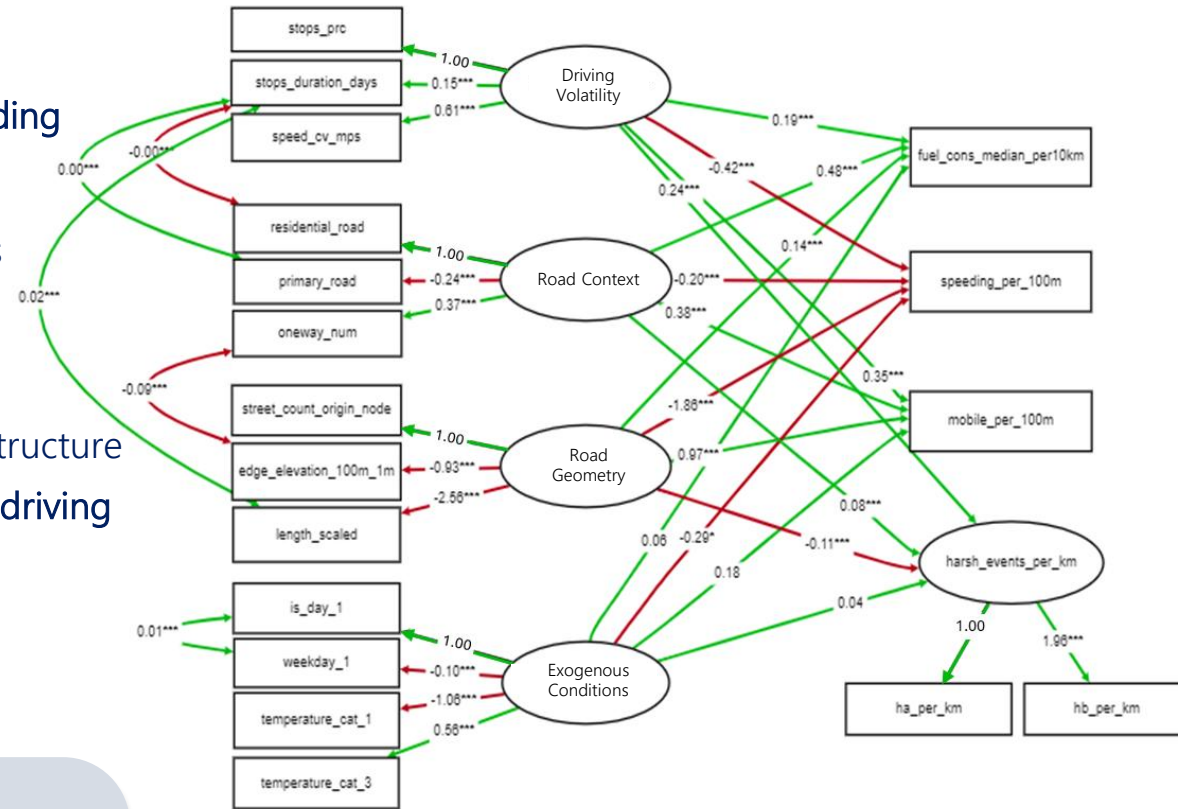 ding
s
structure
driving
stops_prc
stops_duration_days
speed_cv_mps
residential_road
primary_road
oneway_num
street_count_origin_node
edge_elevation_100m_1m
length_scaled
is_day_1
weekday_1
temperature_cat_1
temperature_cat_3
0.00***
-0.00***
0.02***
-0.09***
0.01***
1.00
0.15***
0.61***
1.00
-0.24***
0.37***
1.00
-0.93***
-2.56***
1.00
-0.10***
-1.06***
0.56***
Driving
Volatility
Road Context
Road
Geometry
Exogenous
Conditions
0.19***
-0.42***
0.48***
0.24***
0.14***
-0.20***
0.38***
0.35***
-1.86***
0.97***
0.08***
0.06
-0.29*
-0.11***
0.18
0.04
fuel_cons_median_per10km
speeding_per_100m
mobile_per_100m
harsh_events_per_km
1.00
1.96***
ha_per_km
hb_per_km